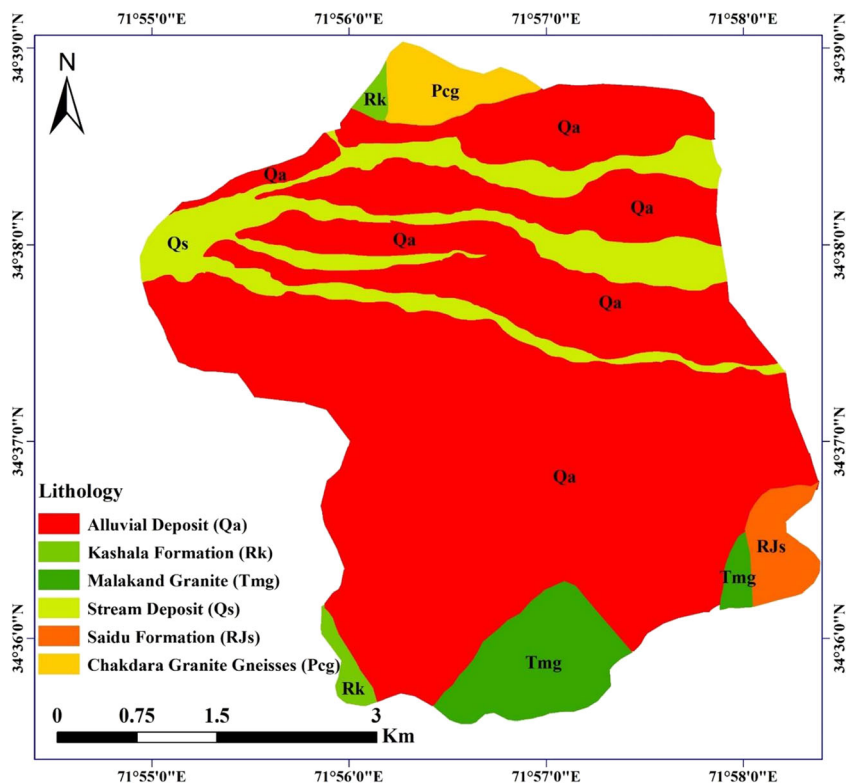 71°55'0"E 71°56'0"E 71°57'0"E 71°58'0"E
34°39'0"N 34°39'0"N
N
Rk Pcg
Qa
Qa
Qa
34°38'0"N Qs Qa 34°38'0"N
Qa
34°37'0"N 34°37'0"N
Qa
Lithology
Alluvial Deposit (Qa)
Kashala Formation (Rk)
Malakand Granite (Tmg)
Stream Deposit (Qs)
Saidu Formation (RJs)
Chakdara Granite Gneisses (Pcg)
RJs
Tmg
34°36'0"N 34°36'0"N
Tmg
Rk
0 0.75 1.5 3
Km
71°55'0"E 71°56'0"E 71°57'0"E 71°58'0"E